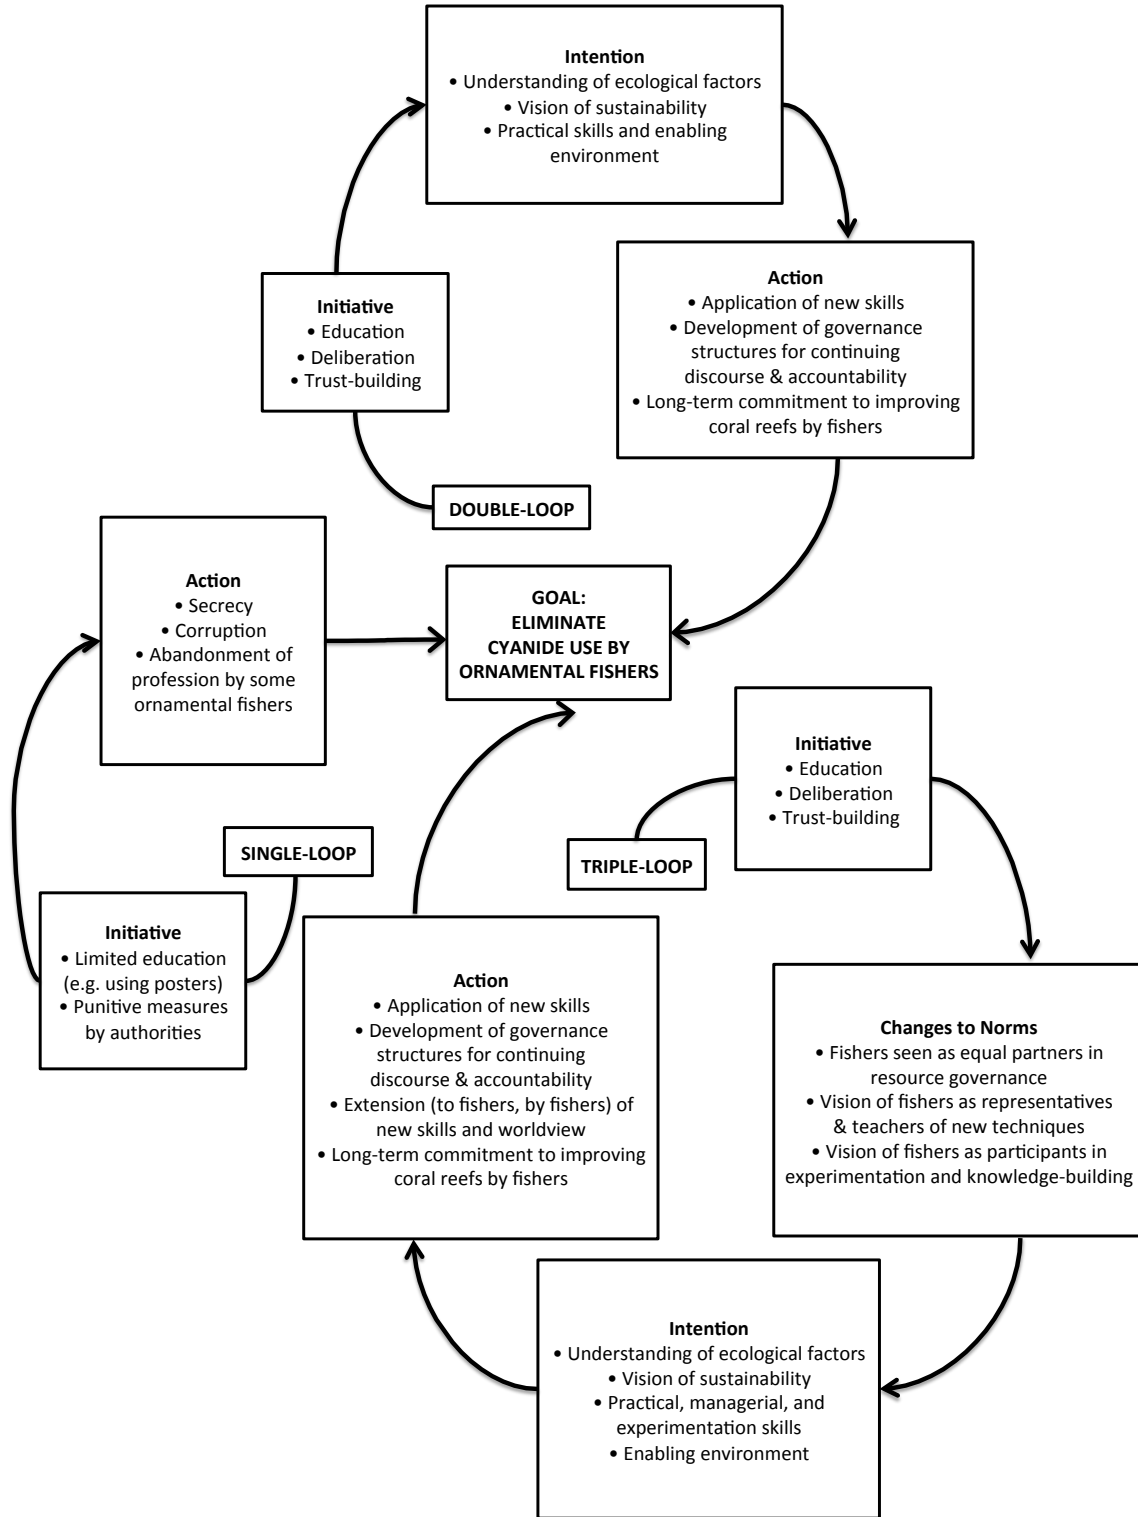 Intention
• Understanding of ecological factors
• Vision of sustainability
• Practical skills and enabling
environment
Action
• Application of new skills
• Development of governance
structures for continuing
discourse & accountability
• Long-term commitment to improving
coral reefs by fishers
Initiative
• Education
• Deliberation
• Trust-building
DOUBLE-LOOP
Action
• Secrecy
• Corruption
• Abandonment of
profession by some
ornamental fishers
GOAL:
ELIMINATE
CYANIDE USE BY
ORNAMENTAL FISHERS
Initiative
• Education
• Deliberation
• Trust-building
SINGLE-LOOP
TRIPLE-LOOP
Initiative
• Limited education
(e.g. using posters)
• Punitive measures
by authorities
Action
• Application of new skills
• Development of governance
structures for continuing
discourse & accountability
• Extension (to fishers, by fishers) of
new skills and worldview
• Long-term commitment to improving
coral reefs by fishers
Changes to Norms
• Fishers seen as equal partners in
resource governance
• Vision of fishers as representatives
& teachers of new techniques
• Vision of fishers as participants in
experimentation and knowledge-building
Intention
• Understanding of ecological factors
• Vision of sustainability
• Practical, managerial, and
experimentation skills
• Enabling environment